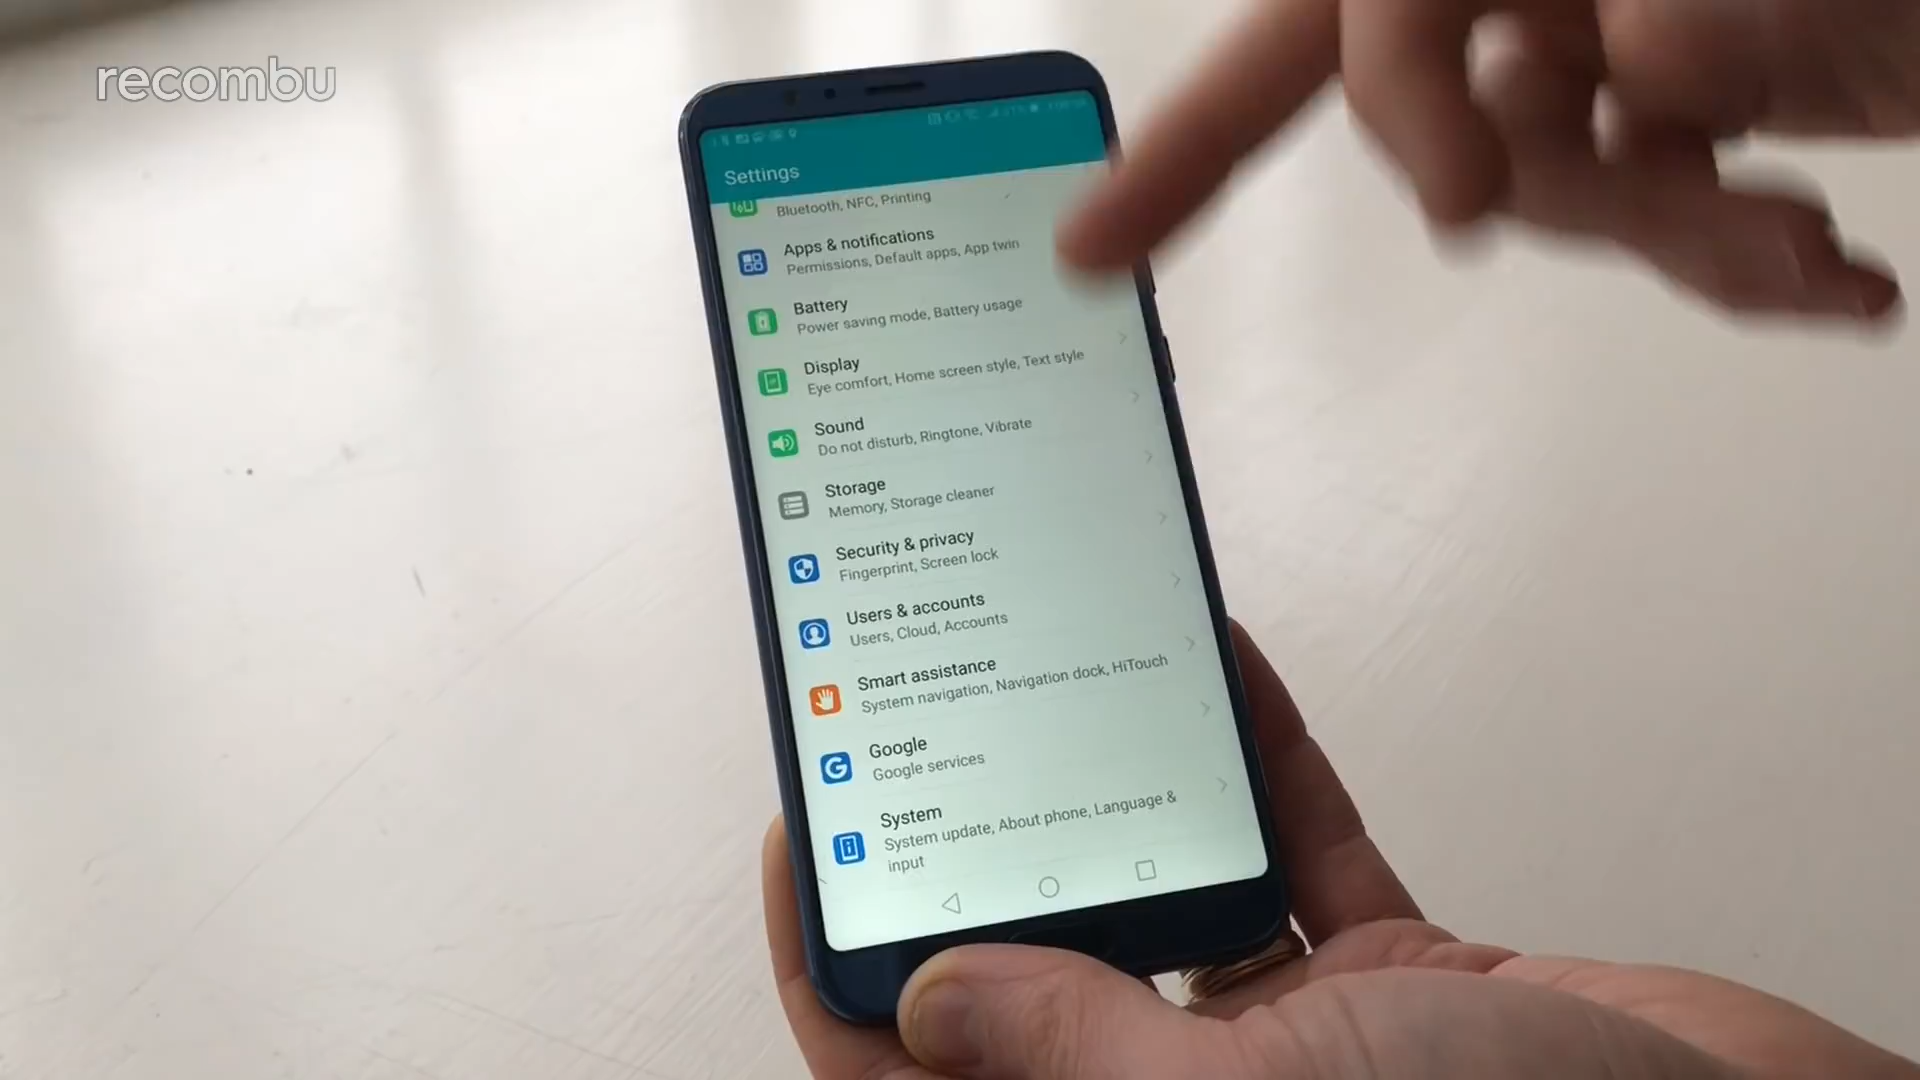 recombu
Settings
Bluetooth, NFC, Printing
Apps & notifications
Permissions, Default apps, App twin
Battery
Power saving mode, Battery usage
Display
Eye comfort, Home screen style, Text style
Sound
Do not disturb, Ringtone, Vibrate
Storage
Memory, Storage cleaner
Security & privacy
Fingerprint, Screen lock
Users & accounts
Users, Cloud, Accounts
Smart assistance
System navigation, Navigation dock, HiTouch
Google
Google services
System
System update, About phone, Language &
input